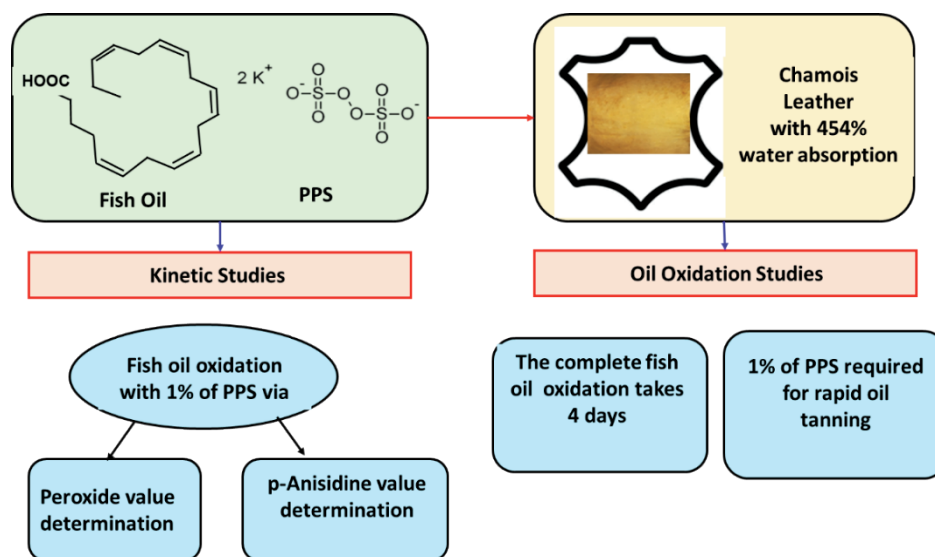 HOOC
2 K+
O
O
O-
S
O
O
S
O-
O
O
Fish Oil
PPS
Chamois
Leather
with 454%
water absorption
Kinetic Studies
Oil Oxidation Studies
Fish oil oxidation
with 1% of PPS via
Peroxide value
determination
p-Anisidine value
determination
The complete fish
oil oxidation takes
4 days
1% of PPS required
for rapid oil
tanning